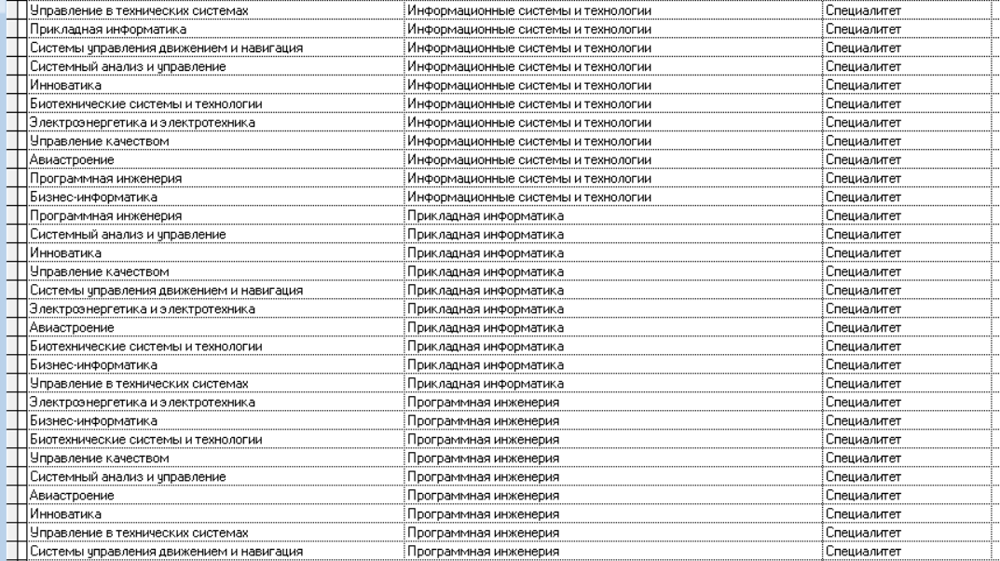 Управление в технических системах Информационные системы и технологии Специалитет
Прикладная информатика Информационные системы и технологии Специалитет
Системы управления движением и навигация Информационные системы и технологии Специалитет
Системный анализ и управление Информационные системы и технологии Специалитет
Инноватика Информационные системы и технологии Специалитет
Биотехнические системы и технологии Информационные системы и технологии Специалитет
Электроэнергетика и электротехника Информационные системы и технологии Специалитет
Управление качеством Информационные системы и технологии Специалитет
Авиастроение Информационные системы и технологии Специалитет
Программная инженерия Информационные системы и технологии Специалитет
Бизнес-информатика Информационные системы и технологии Специалитет
Программная инженерия Прикладная информатика Специалитет
Системный анализ и управление Прикладная информатика Специалитет
Инноватика Прикладная информатика Специалитет
Управление качеством Прикладная информатика Специалитет
Системы управления движением и навигация Прикладная информатика Специалитет
Электроэнергетика и электротехника Прикладная информатика Специалитет
Авиастроение Прикладная информатика Специалитет
Биотехнические системы и технологии Прикладная информатика Специалитет
Бизнес-информатика Прикладная информатика Специалитет
Управление в технических системах Прикладная информатика Специалитет
Электроэнергетика и электротехника Программная инженерия Специалитет
Бизнес-информатика Программная инженерия Специалитет
Биотехнические системы и технологии Программная инженерия Специалитет
Управление качеством Программная инженерия Специалитет
Системный анализ и управление Программная инженерия Специалитет
Авиастроение Программная инженерия Специалитет
Инноватика Программная инженерия Специалитет
Управление в технических системах Программная инженерия Специалитет
Системы управления движением и навигация Программная инженерия Специалитет